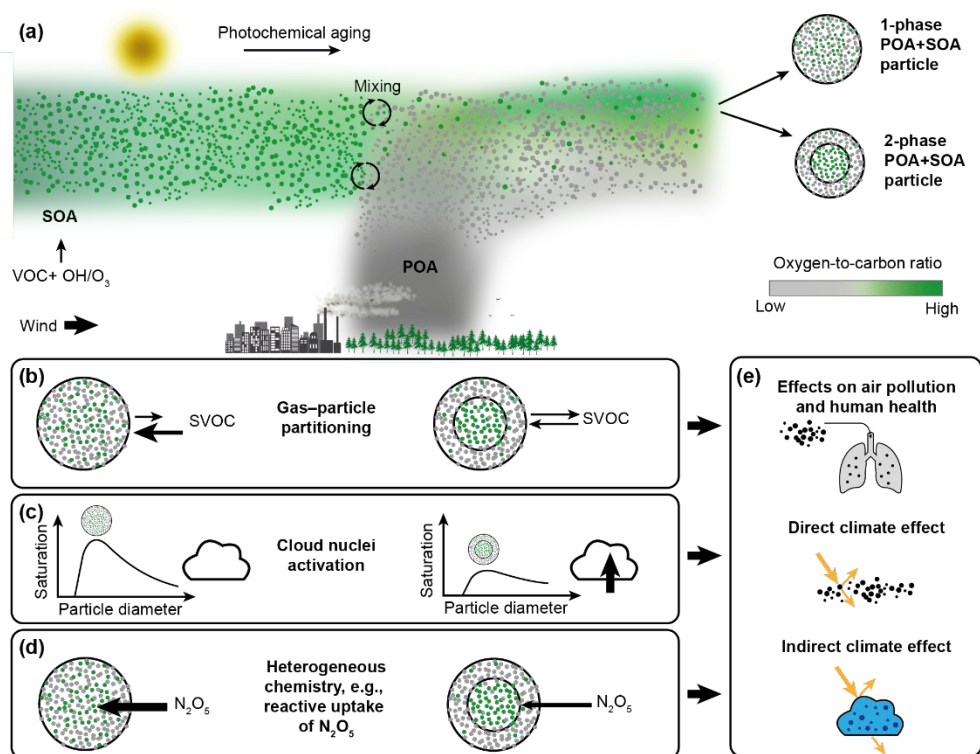 (a)
Photochemical aging
Mixing
1-phase
POA+SOA
particle
2-phase
POA+SOA
particle
SOA
VOC+ OH/O₃
POA
Wind
Oxygen-to-carbon ratio
Low
High
(b)
SVOC
Gas–particle
partitioning
SVOC
(c)
Saturation
Particle diameter
Cloud nuclei
activation
Saturation
Particle diameter
(d)
N₂O₅
Heterogeneous
chemistry, e.g.,
reactive uptake
of N₂O₅
N₂O₅
(e)
Effects on air pollution
and human health
Direct climate effect
Indirect climate effect